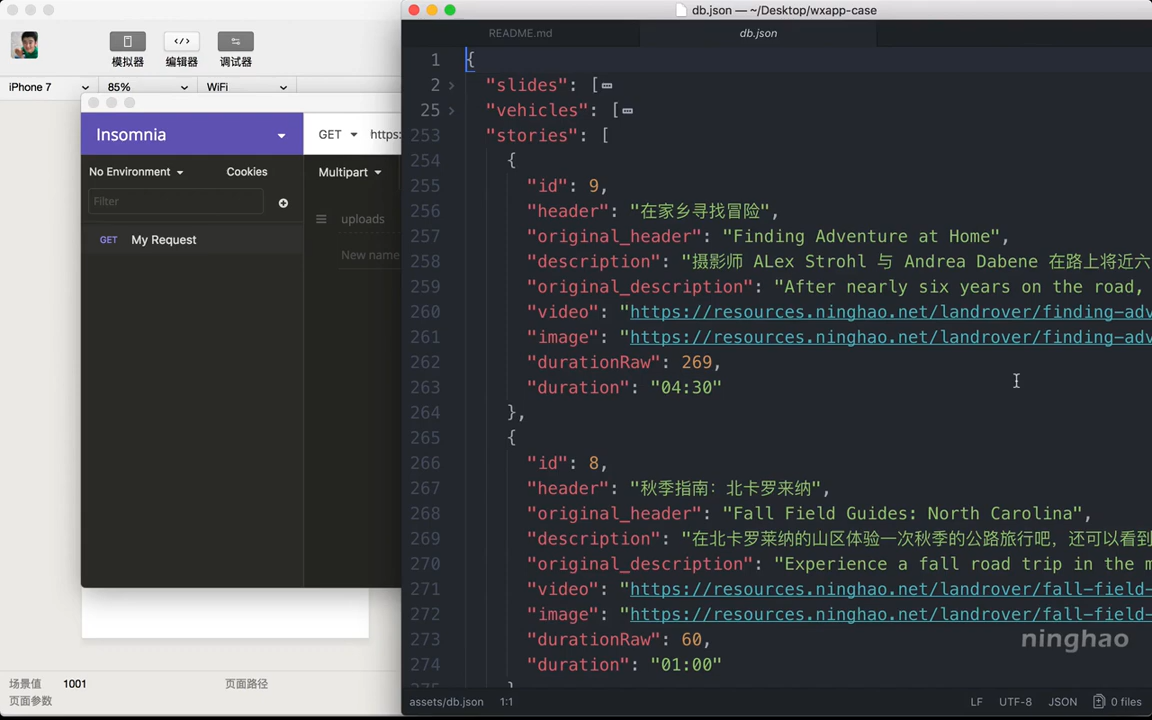 db.json — ~/Desktop/wxapp-case
模拟器
编辑器
调试器
iPhone 7
85%
WiFi
Insomnia
GET
https:
No Environment
Cookies
Multipart
Filter
uploads
GET My Request
New name
README.md
db.json
1 {
2 "slides": [
25 "vehicles": [
253 "stories": [
254 {
255 "id": 9,
256 "header": "在家乡寻找冒险",
257 "original_header": "Finding Adventure at Home",
258 "description": "摄影师 ALex Strohl 与 Andrea Dabene 在路上将近六
259 "original_description": "After nearly six years on the road,
260 "video": "https://resources.ninghao.net/landrover/finding-adv
261 "image": "https://resources.ninghao.net/landrover/finding-adv
262 "durationRaw": 269,
263 "duration": "04:30"
264 },
265 {
266 "id": 8,
267 "header": "秋季指南：北卡罗来纳",
268 "original_header": "Fall Field Guides: North Carolina",
269 "description": "在北卡罗莱纳的山区体验一次秋季的公路旅行吧，还可以看到
270 "original_description": "Experience a fall road trip in the m
271 "video": "https://resources.ninghao.net/landrover/fall-field-
272 "image": "https://resources.ninghao.net/landrover/fall-field-
273 "durationRaw": 60,
274 "duration": "01:00"
ninghao
场景值 1001
页面路径
页面参数
assets/db.json 1:1
LF UTF-8 JSON 0 files